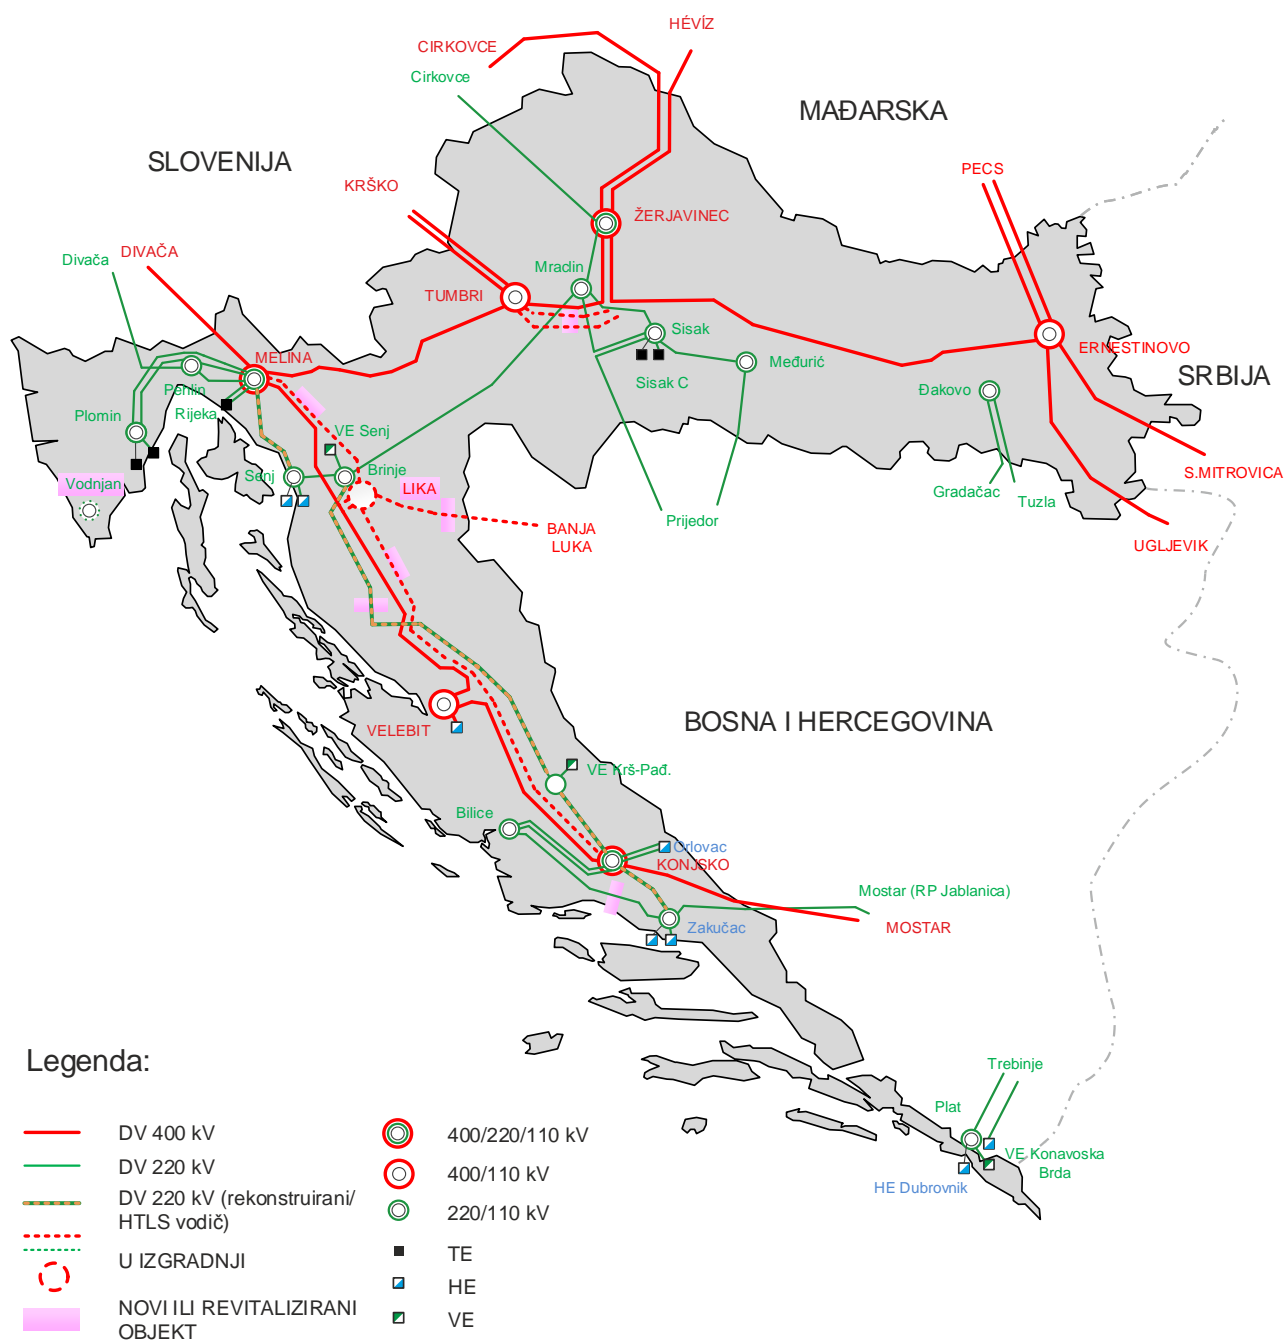 HÉVÍZ
CIRKOVCE
Cirkovce
MAĐARSKA
SLOVENIJA
PECS
KRŠKO
ŽERJAVINEC
DIVAČA
Divača
Mraclin
TUMBRI
Sisak
ERNESTINOVO
MELINA
Međurić
SRBIJA
Sisak C
Pehlin
Đakovo
Plomin
Rijeka
VE Senj
S.MITROVICA
Senj
Brinje
Vodnjan
LIKA
Gradačac
Tuzla
Prijedor
BANJA
LUKA
UGLJEVIK
BOSNA I HERCEGOVINA
VELEBIT
VE Krš-Pađ.
Bilice
Orlovac
KONJSKO
Mostar (RP Jablanica)
MOSTAR
Zakučac
Legenda:
Trebinje
Plat
VE Konavoska
Brda
HE Dubrovnik
DV 400 kV
DV 220 kV
DV 220 kV (rekonstruirani/
HTLS vodič)
U IZGRADNJI
NOVI ILI REVITALIZIRANI
OBJEKT
400/220/110 kV
400/110 kV
220/110 kV
TE
HE
VE